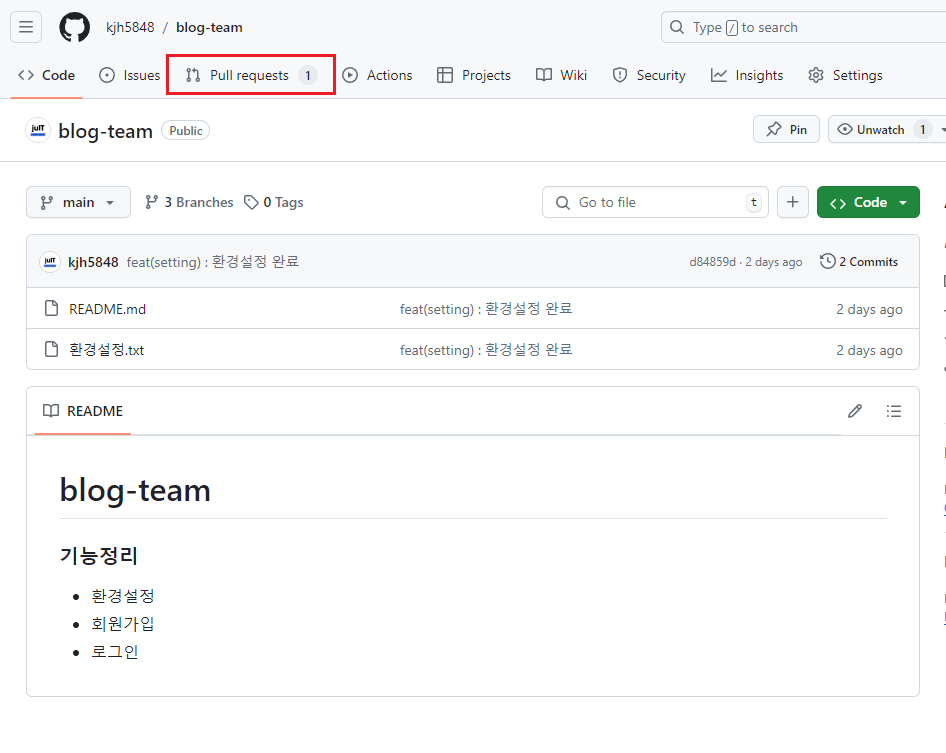 kjh5848 / blog-team Type / to search
Code Issues Pull requests 1 Actions Projects Wiki Security Insights Settings
juIT blog-team Public Pin Unwatch 1
main 3 Branches 0 Tags Go to file t + Code
juIT kjh5848 feat(setting) : 환경설정 완료 d84859d · 2 days ago 2 Commits
README.md feat(setting) : 환경설정 완료 2 days ago
환경설정.txt feat(setting) : 환경설정 완료 2 days ago
README
blog-team
기능정리
환경설정
회원가입
로그인